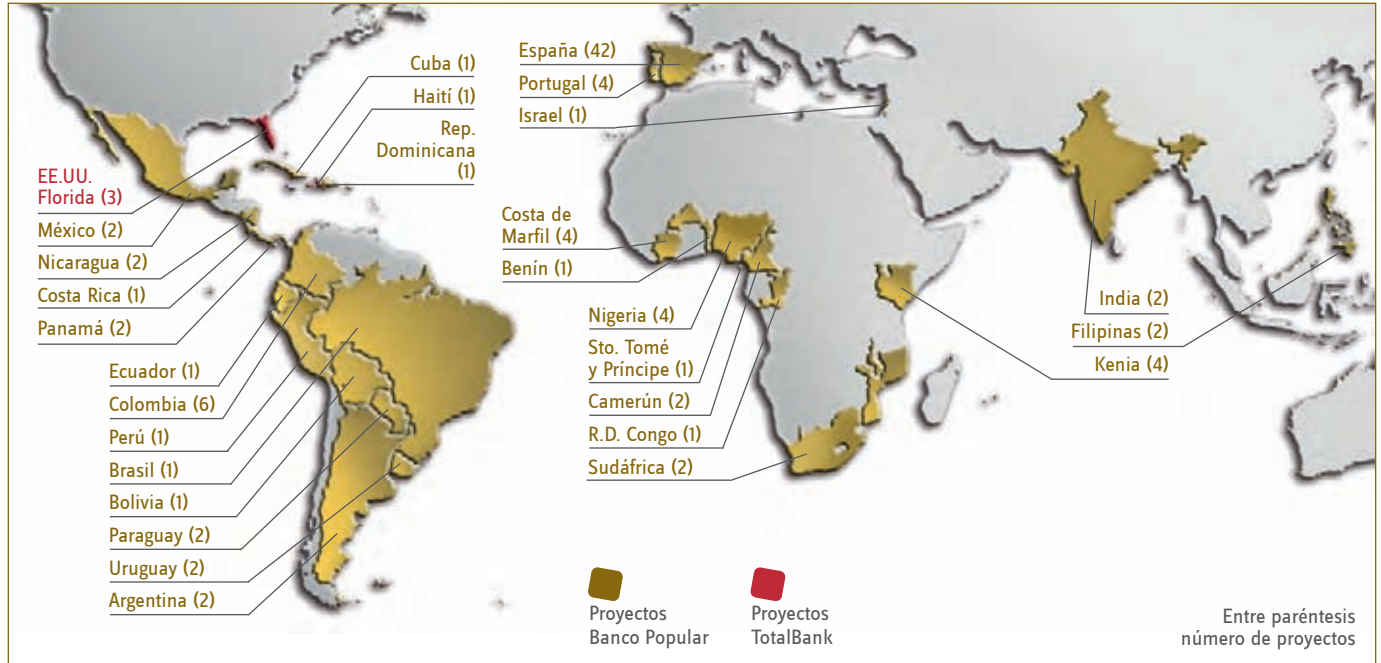 Cuba (1)
Haití (1)
Rep.
Dominicana
(1)
EE.UU.
Florida (3)
México (2)
Nicaragua (2)
Costa Rica (1)
Panamá (2)
Ecuador (1)
Colombia (6)
Perú (1)
Brasil (1)
Bolivia (1)
Paraguay (2)
Uruguay (2)
Argentina (2)
España (42)
Portugal (4)
Israel (1)
Costa de
Marfil (4)
Benín (1)
Nigeria (4)
Sto. Tomé
y Príncipe (1)
Camerún (2)
R.D. Congo (1)
Sudáfrica (2)
India (2)
Filipinas (2)
Kenia (4)
Proyectos
Banco Popular
Proyectos
TotalBank
Entre paréntesis
número de proyectos